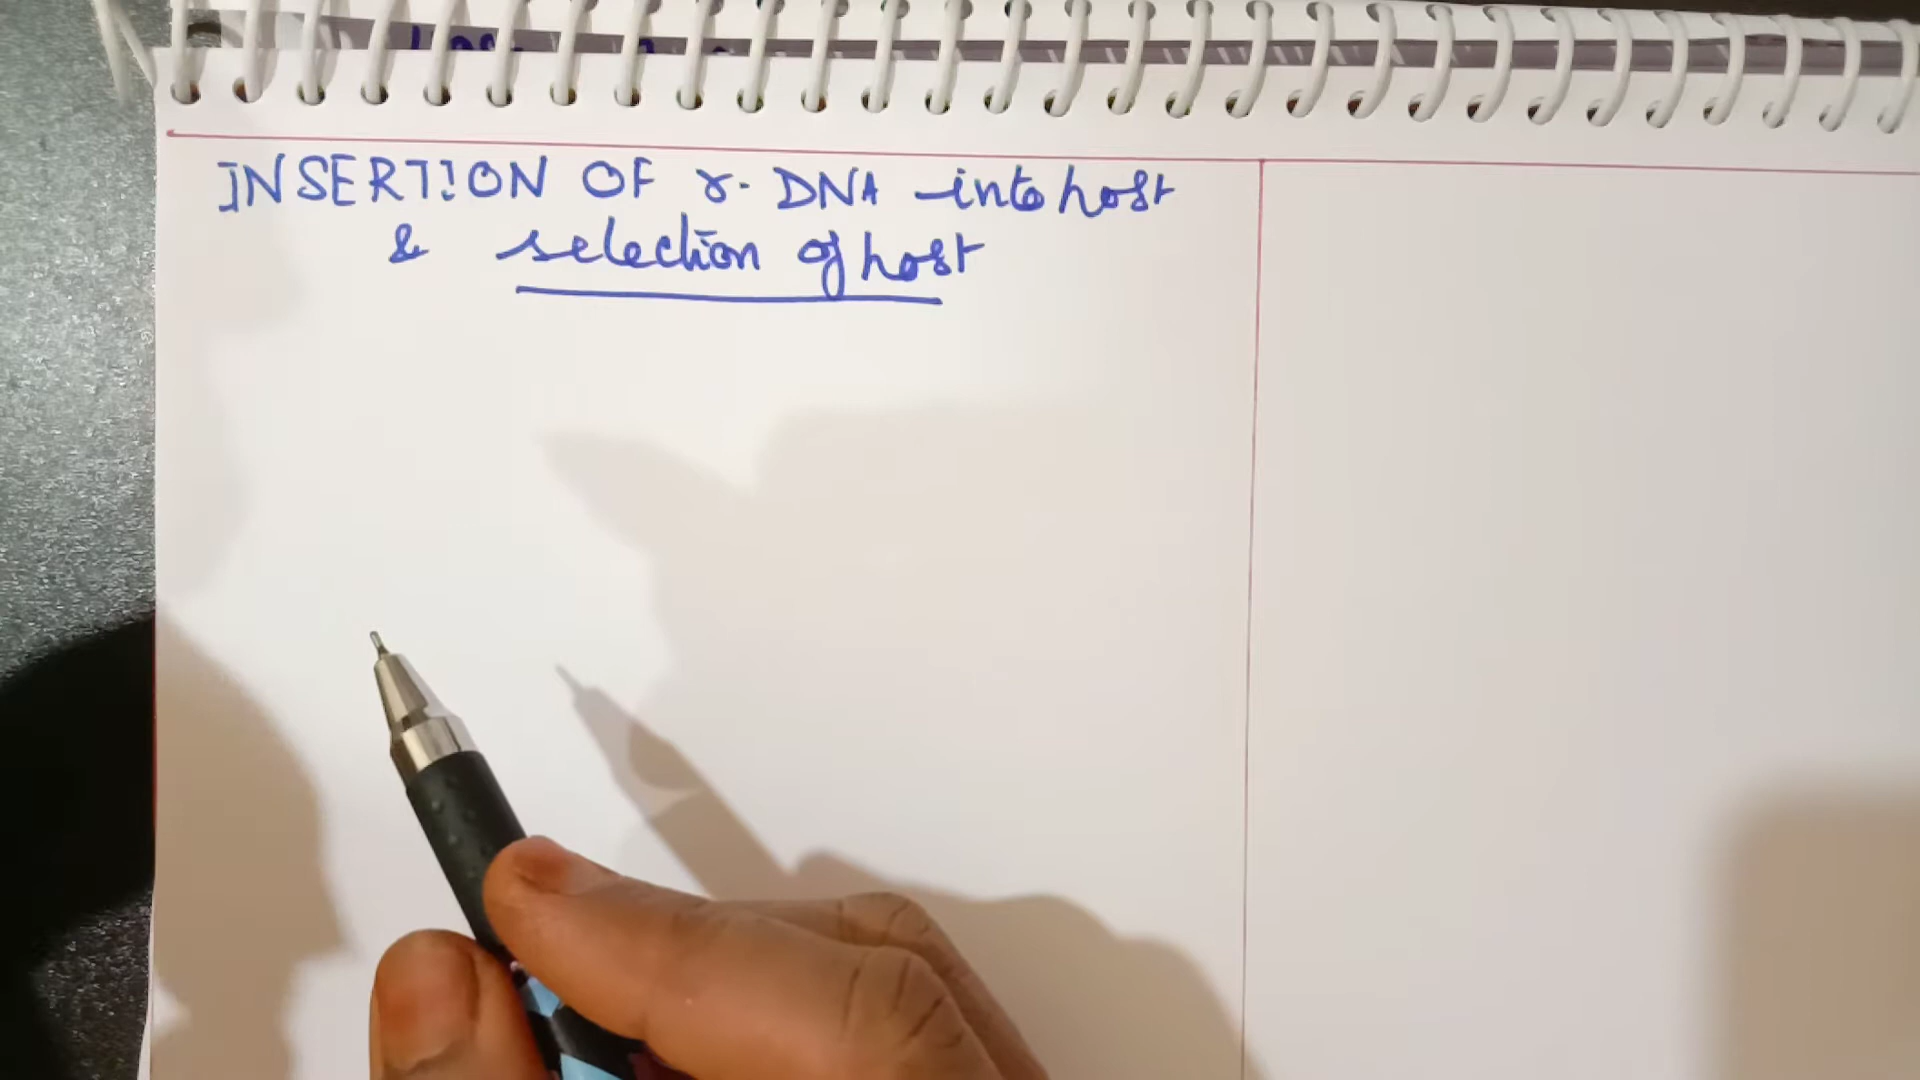 INSERTION OF r. DNA into host
& selection of host